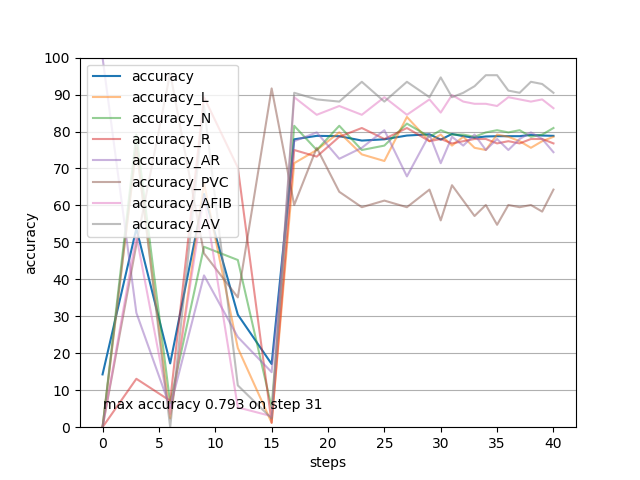 100
90
80
70
60
50
40
30
20
10
0
accuracy
accuracy
accuracy_L
accuracy_N
accuracy_R
accuracy_AR
accuracy_PVC
accuracy_AFIB
accuracy_AV
max accuracy 0.793 on step 31
0 5 10 15 20 25 30 35 40
steps